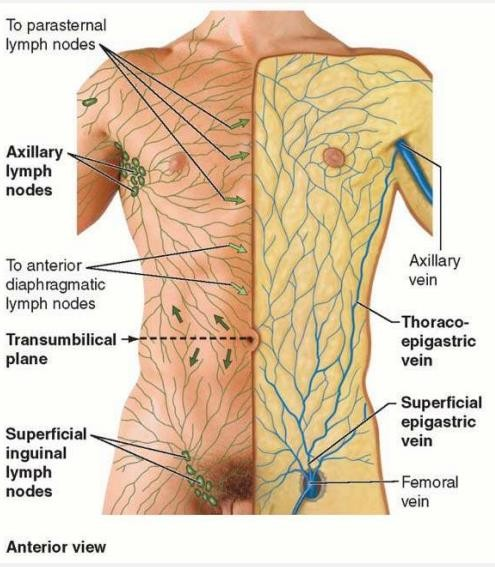 To parasternal
lymph nodes
Axillary
lymph
nodes
To anterior
diaphragmatic
lymph nodes
Transumbilical
plane
Superficial
inguinal
lymph
nodes
Axillary
vein
Thoraco-
epigastric
vein
Superficial
epigastric
vein
Femoral
vein
Anterior view